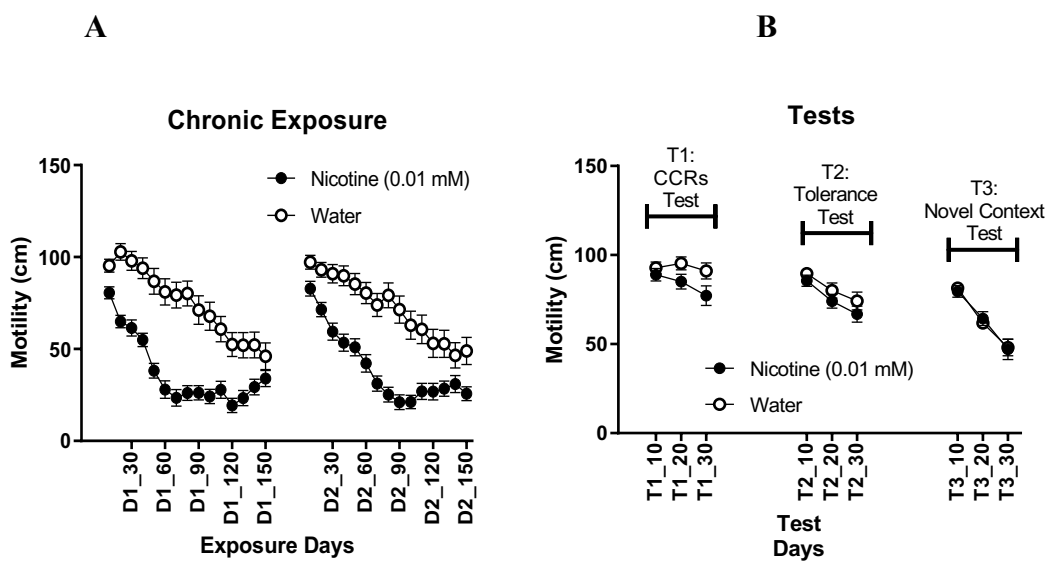 A
B
Chronic Exposure
150
100
50
0
Motility (cm)
Nicotine (0.01 mM)
Water
D1_30
D1_60
D1_90
D1_120
D1_150
D2_30
D2_60
D2_90
D2_120
D2_150
Exposure Days
Tests
150
100
50
0
Motility (cm)
T1:
CCRs
Test
T2:
Tolerance
Test
T3:
Novel Context
Test
Nicotine (0.01 mM)
Water
T1_10
T1_20
T1_30
T2_10
T2_20
T2_30
T3_10
T3_20
T3_30
Test
Days